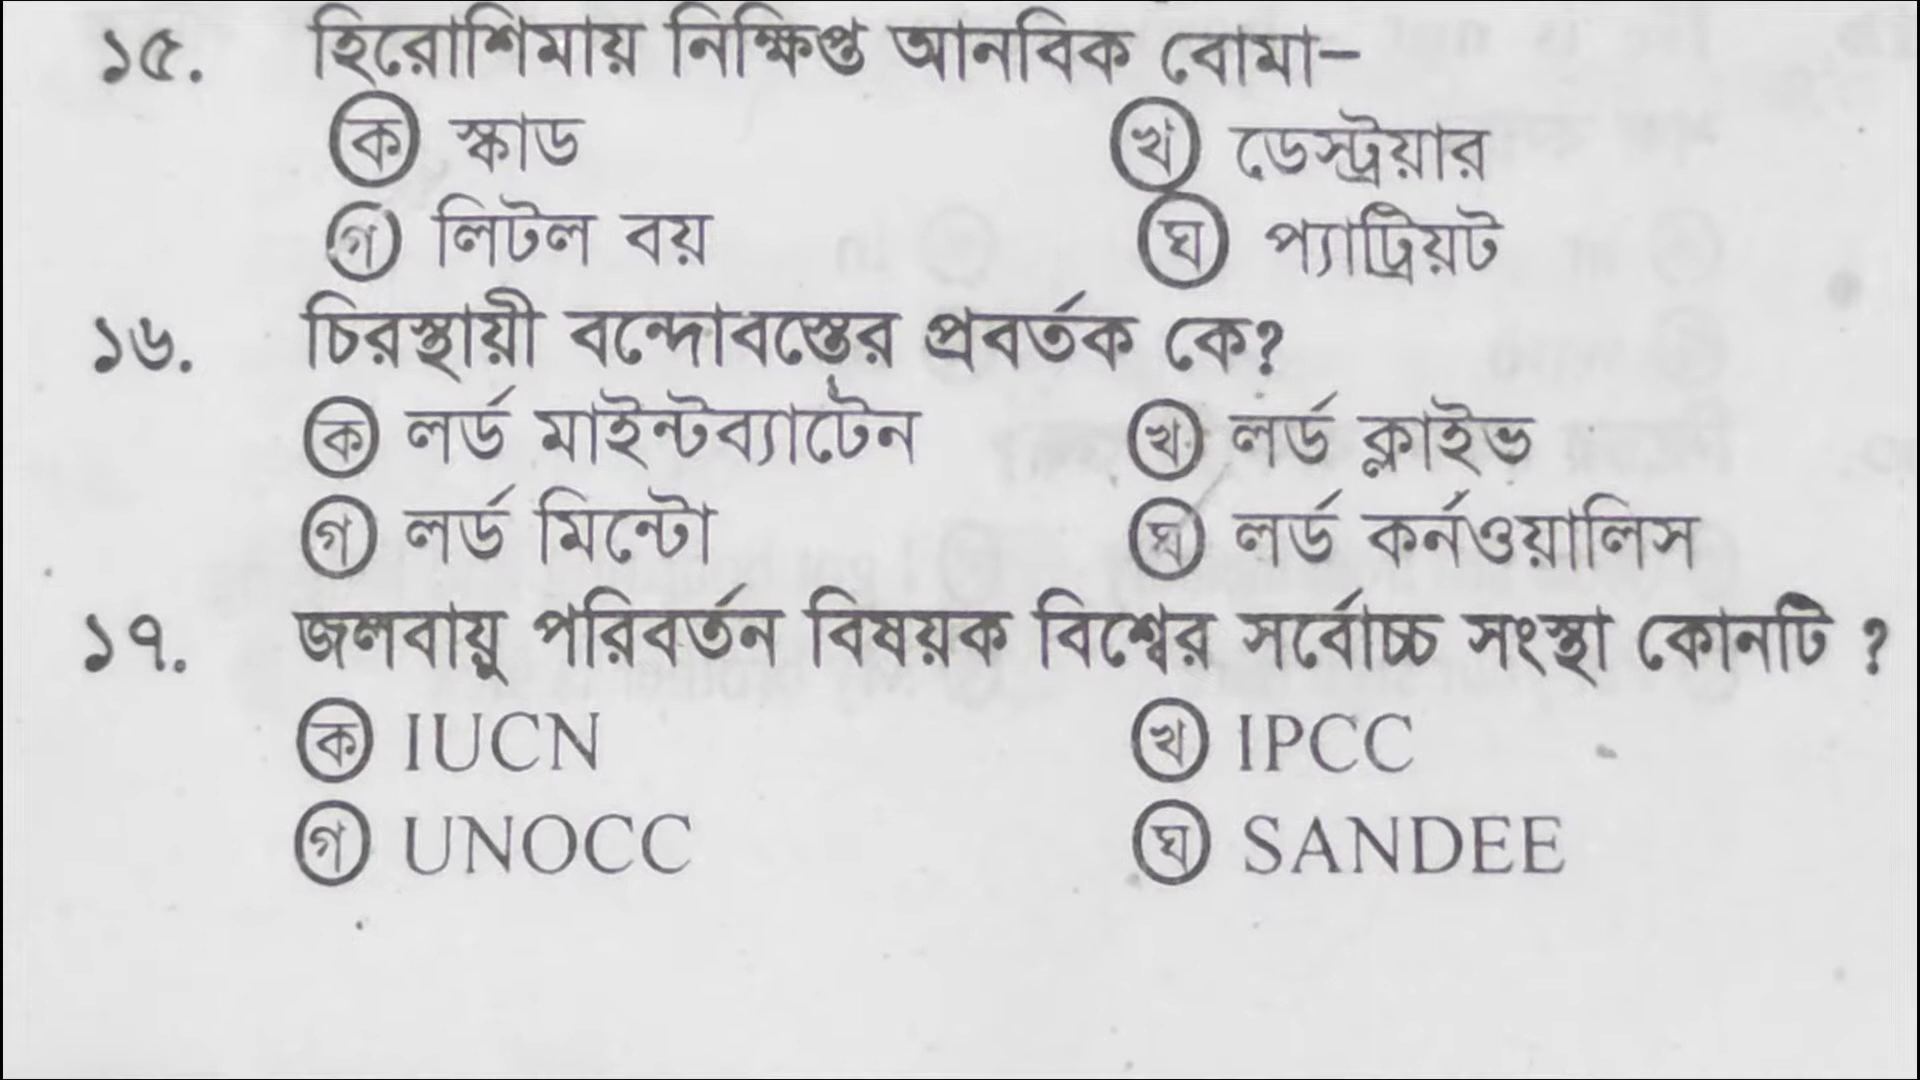 ১৫. হিরোশিমায় নিক্ষিপ্ত আনবিক বোমা–
ক স্কাড খ ডেস্ট্রয়ার
গ লিটল বয় ঘ প্যাট্রিয়ট
১৬. চিরস্থায়ী বন্দোবস্তের প্রবর্তক কে?
ক লর্ড মাইন্টব্যাটেন খ লর্ড ক্লাইভ
গ লর্ড মিন্টো ঘ লর্ড কর্নওয়ালিস
১৭. জলবায়ু পরিবর্তন বিষয়ক বিশ্বের সর্বোচ্চ সংস্থা কোনটি ?
ক IUCN খ IPCC
গ UNOCC ঘ SANDEE